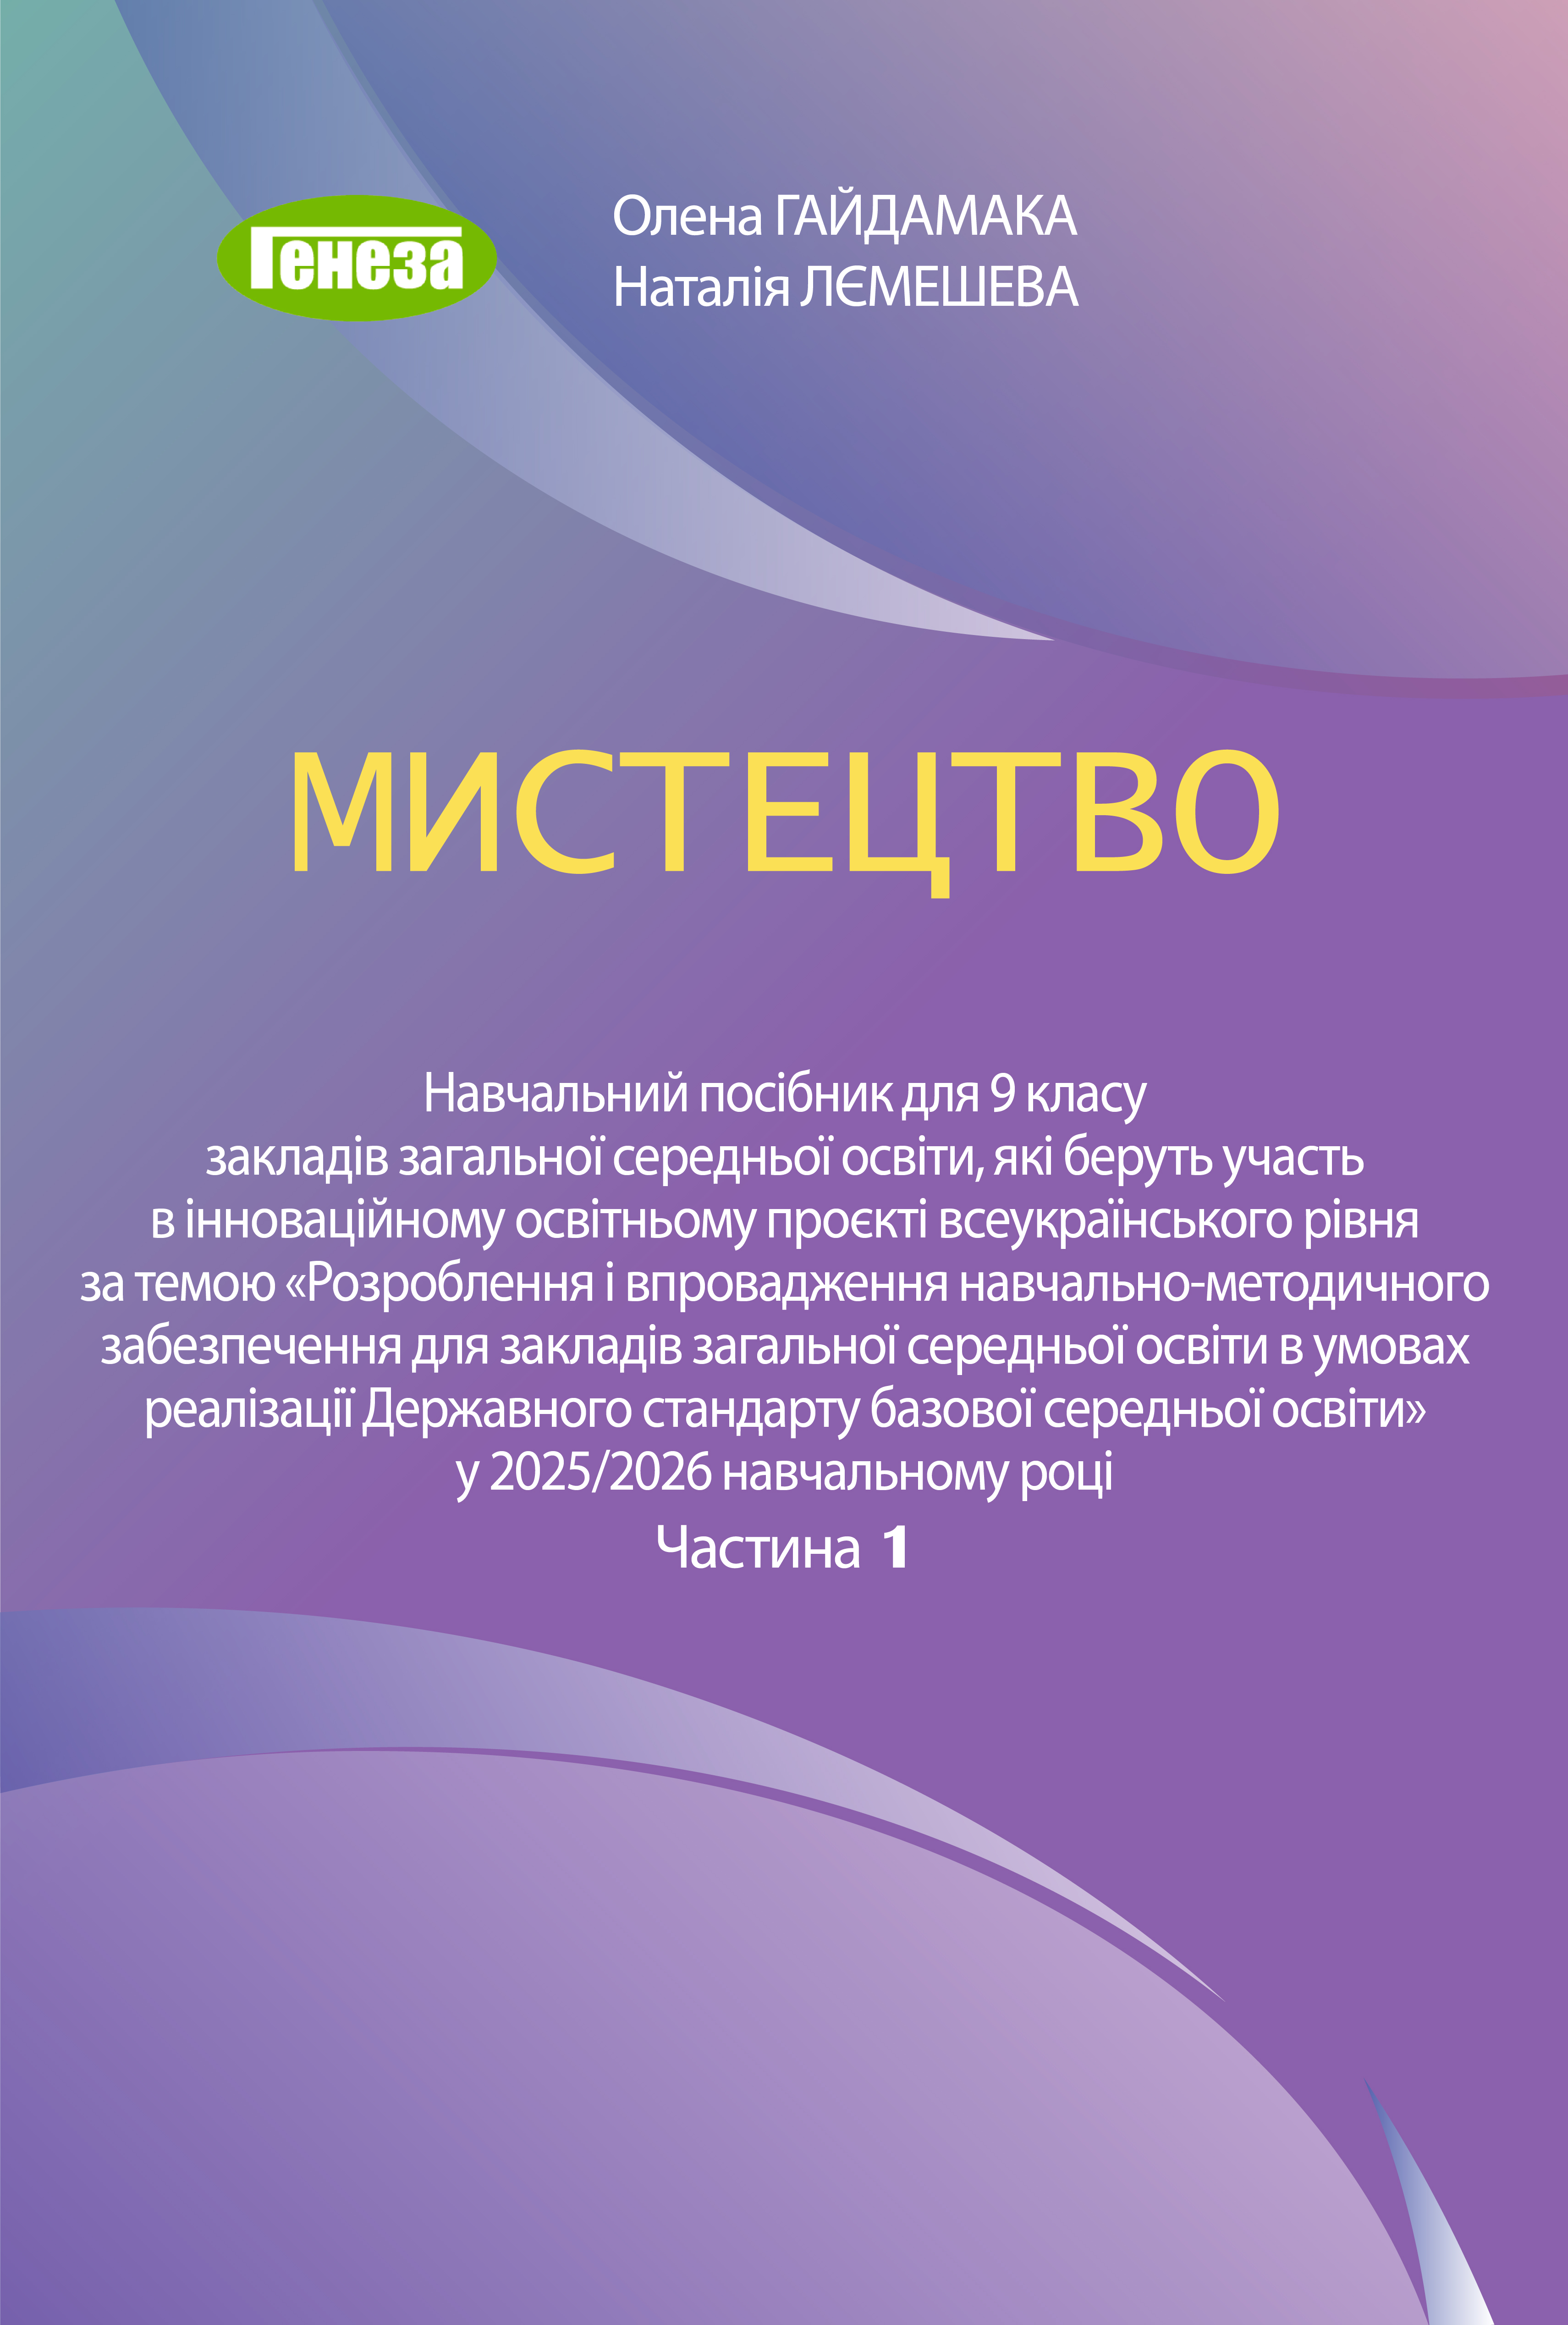 Генеза
Олена ГАЙДАМАКА
Наталія ЛЄМЕШЕВА
МИСТЕЦТВО
Навчальний посібник для 9 класу
закладів загальної середньої освіти, які беруть участь
в інноваційному освітньому проєкті всеукраїнського рівня
за темою «Розроблення і впровадження навчально-методичного
забезпечення для закладів загальної середньої освіти в умовах
реалізації Державного стандарту базової середньої освіти»
у 2025/2026 навчальному році
Частина 1